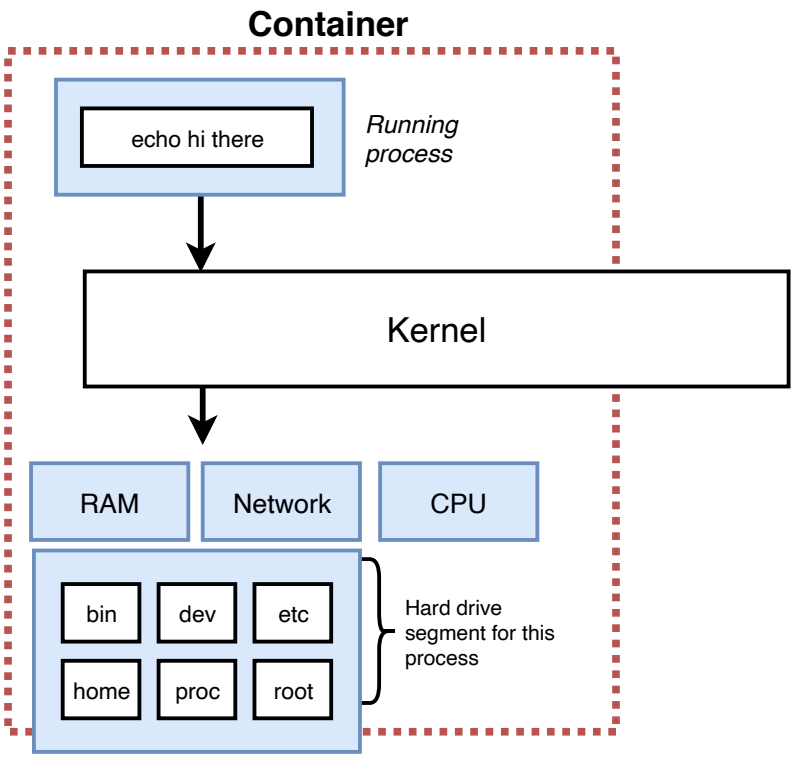 Container
echo hi there
Running
process
Kernel
RAM
Network
CPU
bin
dev
etc
Hard drive
segment for this
process
home
proc
root